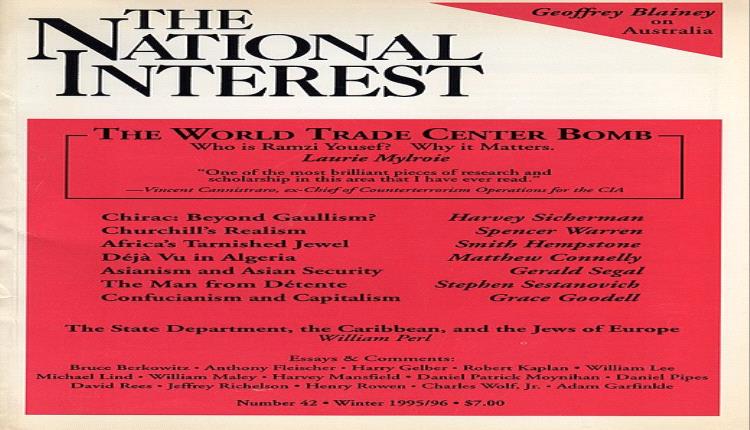 THE
NATIONAL
INTEREST
Geoffrey Blainey
on
Australia
THE WORLD TRADE CENTER BOMB
Who is Ramzi Yousef? Why it Matters.
Laurie Mylroie
"One of the most brilliant pieces of research and
scholarship in this area that I have ever read."
—Vincent Cannistraro, ex-Chief of Counterterrorism Operations for the CIA
Chirac: Beyond Gaullism? Harvey Sicherman
Churchill's Realism Spencer Warren
Africa's Tarnished Jewel Smith Hempstone
Déjà Vu in Algeria Matthew Connelly
Asianism and Asian Security Gerald Segal
The Man from Détente Stephen Sestanovich
Confucianism and Capitalism Grace Goodell
The State Department, the Caribbean, and the Jews of Europe
William Perl
Essays & Comments:
Bruce Berkowitz • Anthony Fleischer • Harry Gelber • Robert Kaplan • William Lee
Michael Lind • William Maley • Harvey Mansfield • Daniel Patrick Moynihan • Daniel Pipes
David Rees • Jeffrey Richelson • Henry Rowen • Charles Wolf, Jr. • Adam Garfinkle
Number 42 • Winter 1995/96 • $7.00